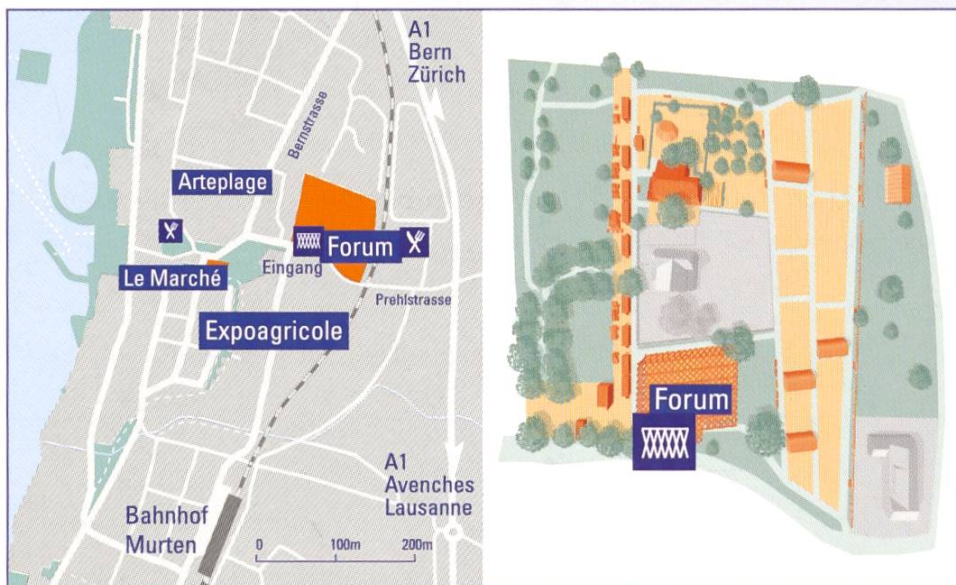 A1
Bern
Zürich
Bernstrasse
Arteplage
Forum
Eingang
Le Marché
Prehlstrasse
Expoagricole
A1
Avenches
Lausanne
Bahnhof
Murten
0 100m 200m
Forum